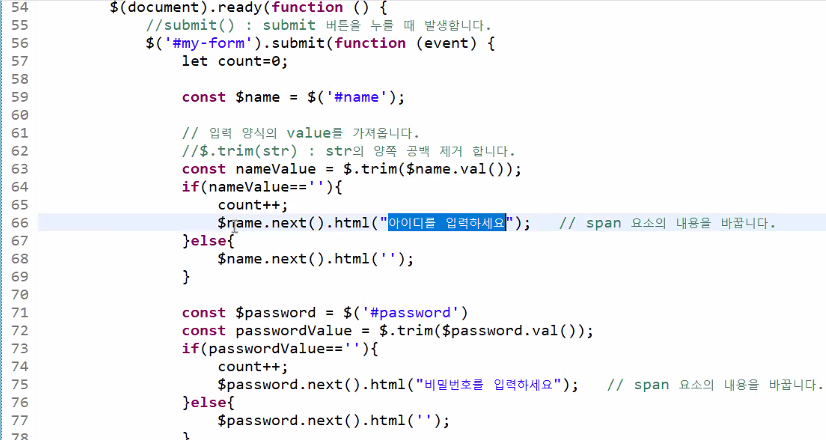 54 $(document).ready(function () {
55 //submit() : submit 버튼을 누를 때 발생합니다.
56 $('#my-form').submit(function (event) {
57 let count=0;
58
59 const $name = $('#name');
60
61 // 입력 양식의 value를 가져옵니다.
62 //$.trim(str) : str의 양쪽 공백 제거 합니다.
63 const nameValue = $.trim($name.val());
64 if(nameValue==''){
65 count++;
66 $name.next().html("아이디를 입력하세요"); // span 요소의 내용을 바꿉니다.
67 }else{
68 $name.next().html('');
69 }
70
71 const $password = $('#password')
72 const passwordValue = $.trim($password.val());
73 if(passwordValue==''){
74 count++;
75 $password.next().html("비밀번호를 입력하세요"); // span 요소의 내용을 바꿉니다.
76 }else{
77 $password.next().html('');
78 }